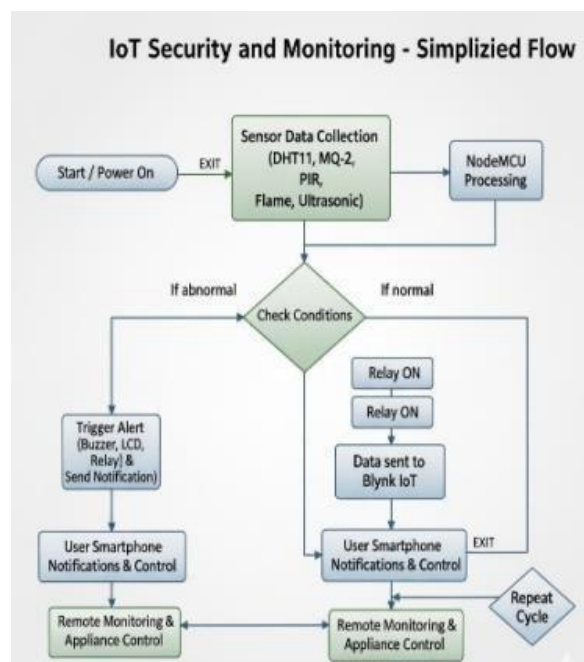 IoT Security and Monitoring - Simplizied Flow
Start / Power On
EXIT
Sensor Data Collection
(DHT11, MQ-2,
PIR,
Flame, Ultrasonic)
NodeMCU
Processing
If abnormal
Check Conditions
If normal
Relay ON
Relay ON
Trigger Alert
(Buzzer, LCD,
Relay) &
Send Notification)
Data sent to
Blynk IoT
User Smartphone
Notifications & Control
User Smartphone
Notifications & Control
EXIT
Repeat
Cycle
Remote Monitoring &
Appliance Control
Remote Monitoring &
Appliance Control